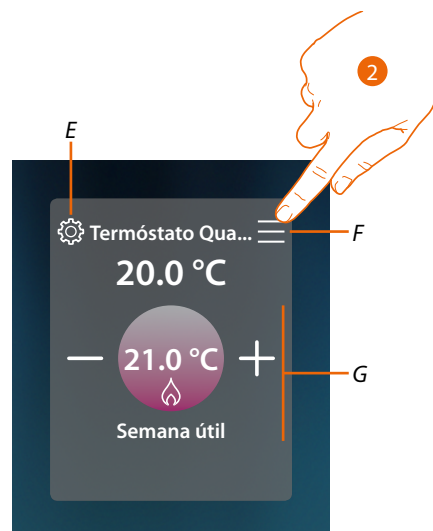 2
E
Termóstato Qua...
F
20.0 °C
21.0 °C
G
Semana útil